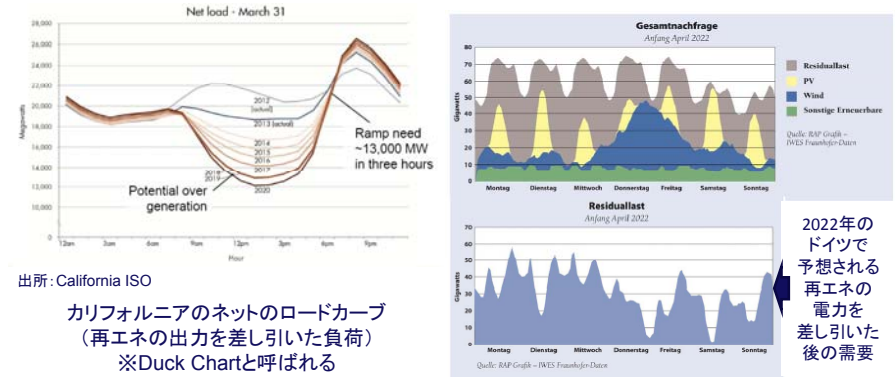 Net load - March 31
28,000
26,000
24,000
22,000
20,000
18,000
16,000
14,000
12,000
10,000
0
Megawatts
2012
(actual)
2013 (actual)
2014
2015
2016
2017
2018
2019
2020
Ramp need
~13,000 MW
in three hours
Potential over
generation
12am
3am
6am
9am
12pm
3pm
6pm
9pm
Hour
出所：California ISO
カリフォルニアのネットのロードカーブ
（再エネの出力を差し引いた負荷）
※Duck Chartと呼ばれる
Gesamtnachfrage
Anfang April 2022
80
70
60
50
40
30
20
10
0
Gigawatts
Montag
Dienstag
Mittwoch
Donnerstag
Freitag
Samstag
Sonntag
Residuallast
PV
Wind
Sonstige Erneuerbare
Quelle: RAP Grafik –
IWES Fraunhofer-Daten
Residuallast
Anfang April 2022
70
60
50
40
30
20
10
0
Gigawatts
Montag
Dienstag
Mittwoch
Donnerstag
Freitag
Samstag
Sonntag
Quelle: RAP Grafik – IWES Fraunhofer-Daten
2022年の
ドイツで
予想される
再エネの
電力を
差し引いた
後の需要